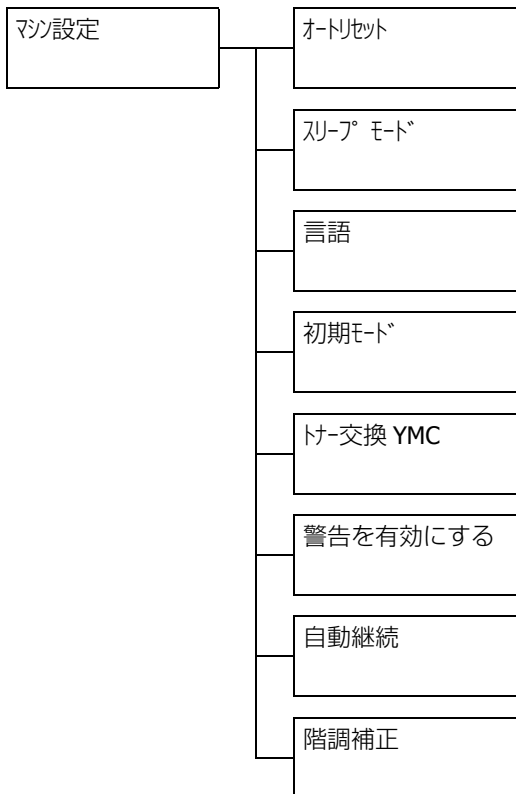 ﾏｼﾝ設定
ｵｰﾄﾘｾｯﾄ
ｽﾘｰﾌﾟ ﾓｰﾄﾞ
言語
初期ﾓｰﾄﾞ
ﾄﾅｰ交換 YMC
警告を有効にする
自動継続
階調補正